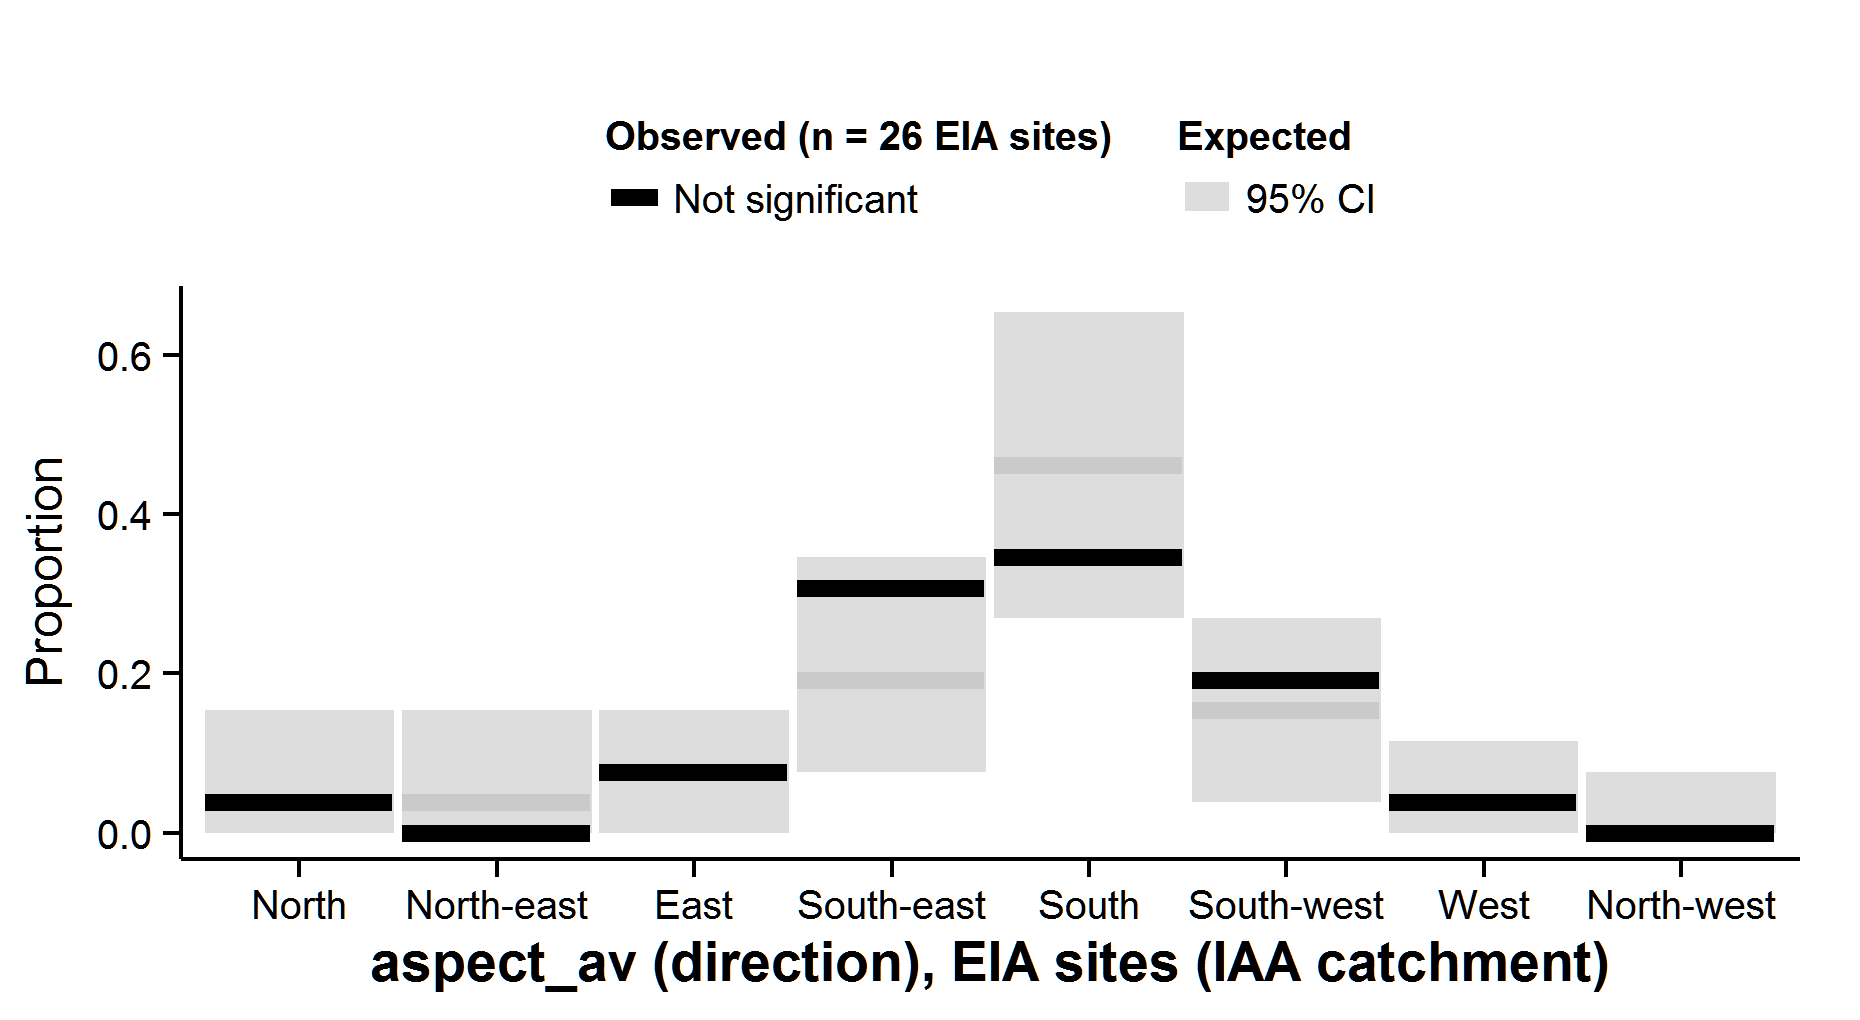 Observed (n = 26 EIA sites) Expected
Not significant 95% CI
0.6
0.4
0.2
0.0
Proportion
North North-east East South-east South South-west West North-west
aspect_av (direction), EIA sites (IAA catchment)